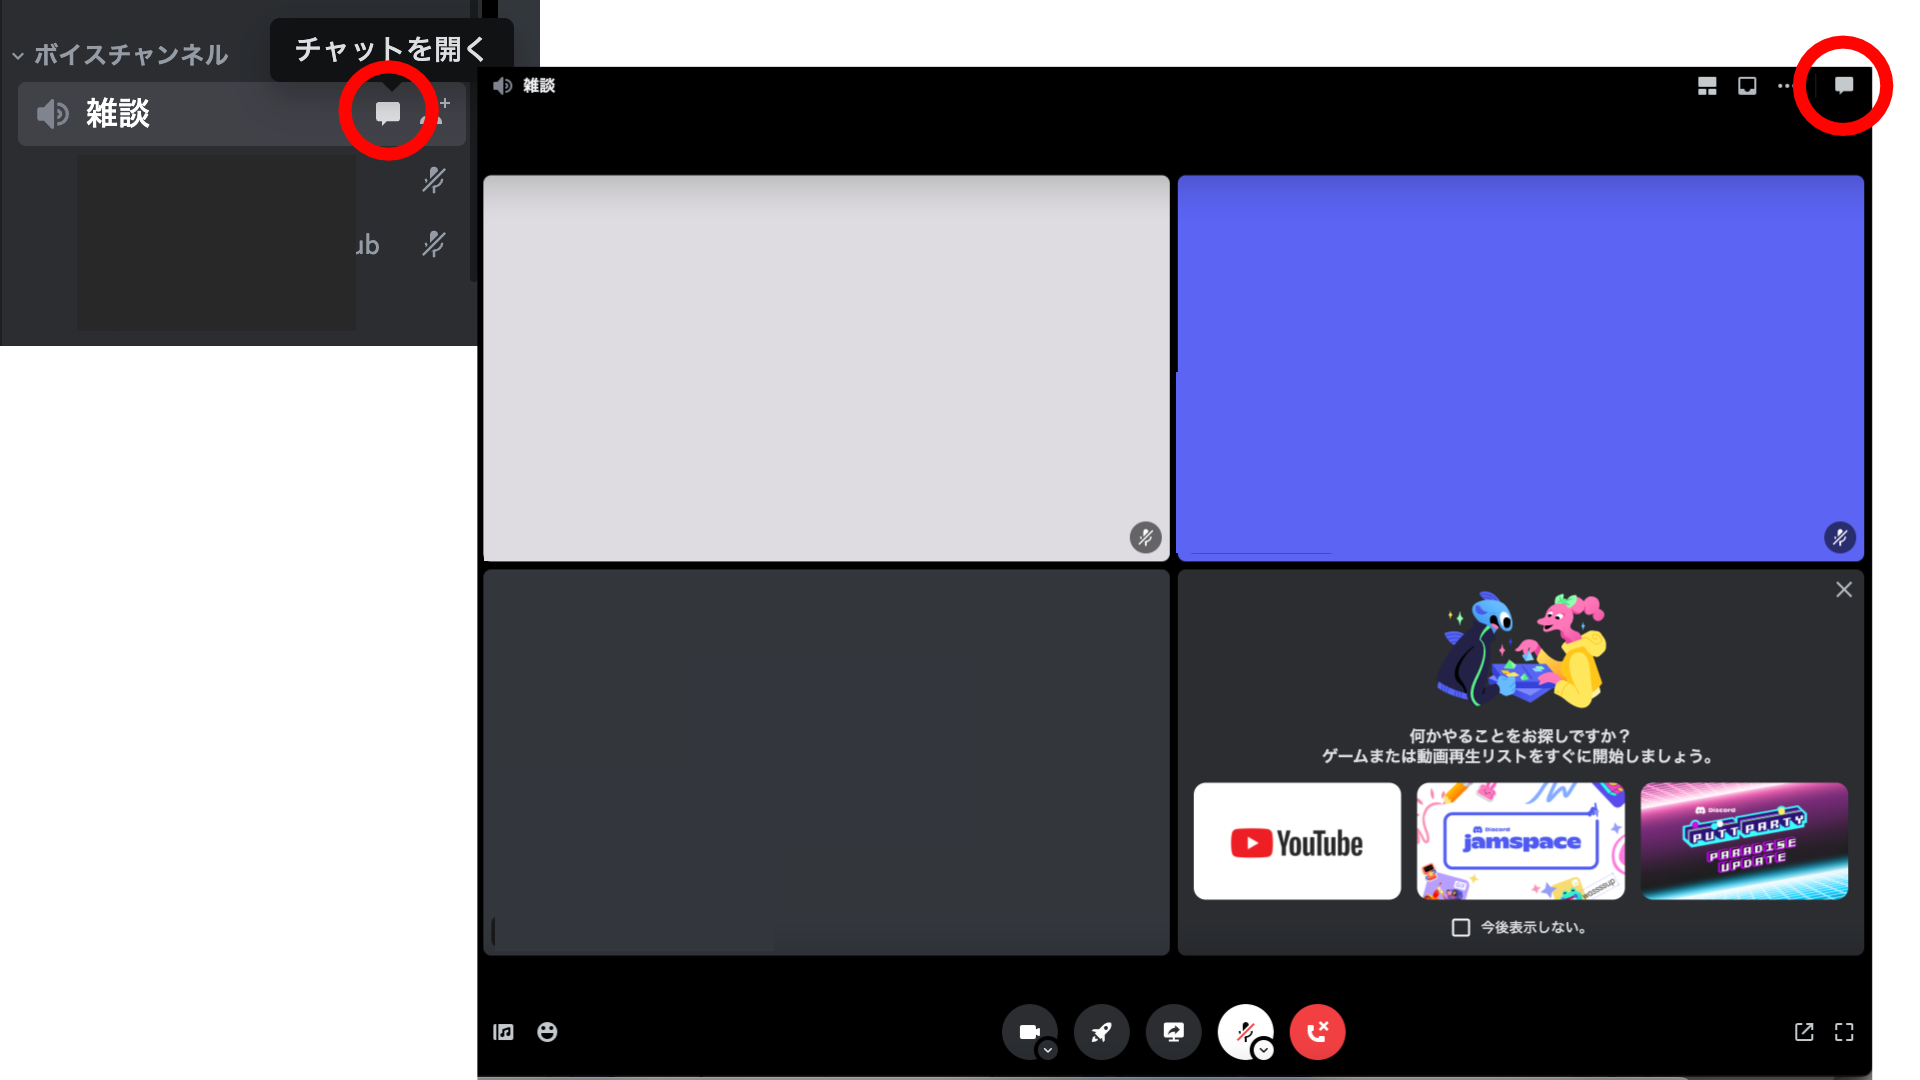 チャットを開く
ボイスチャンネル
雑談
ub
雑談
何かやることをお探しですか？
ゲームまたは動画再生リストをすぐに開始しましょう。
YouTube
Discord
jamspace
wasssup
Discord
PUTT PARTY
PARADISE
UPDATE
今後表示しない。